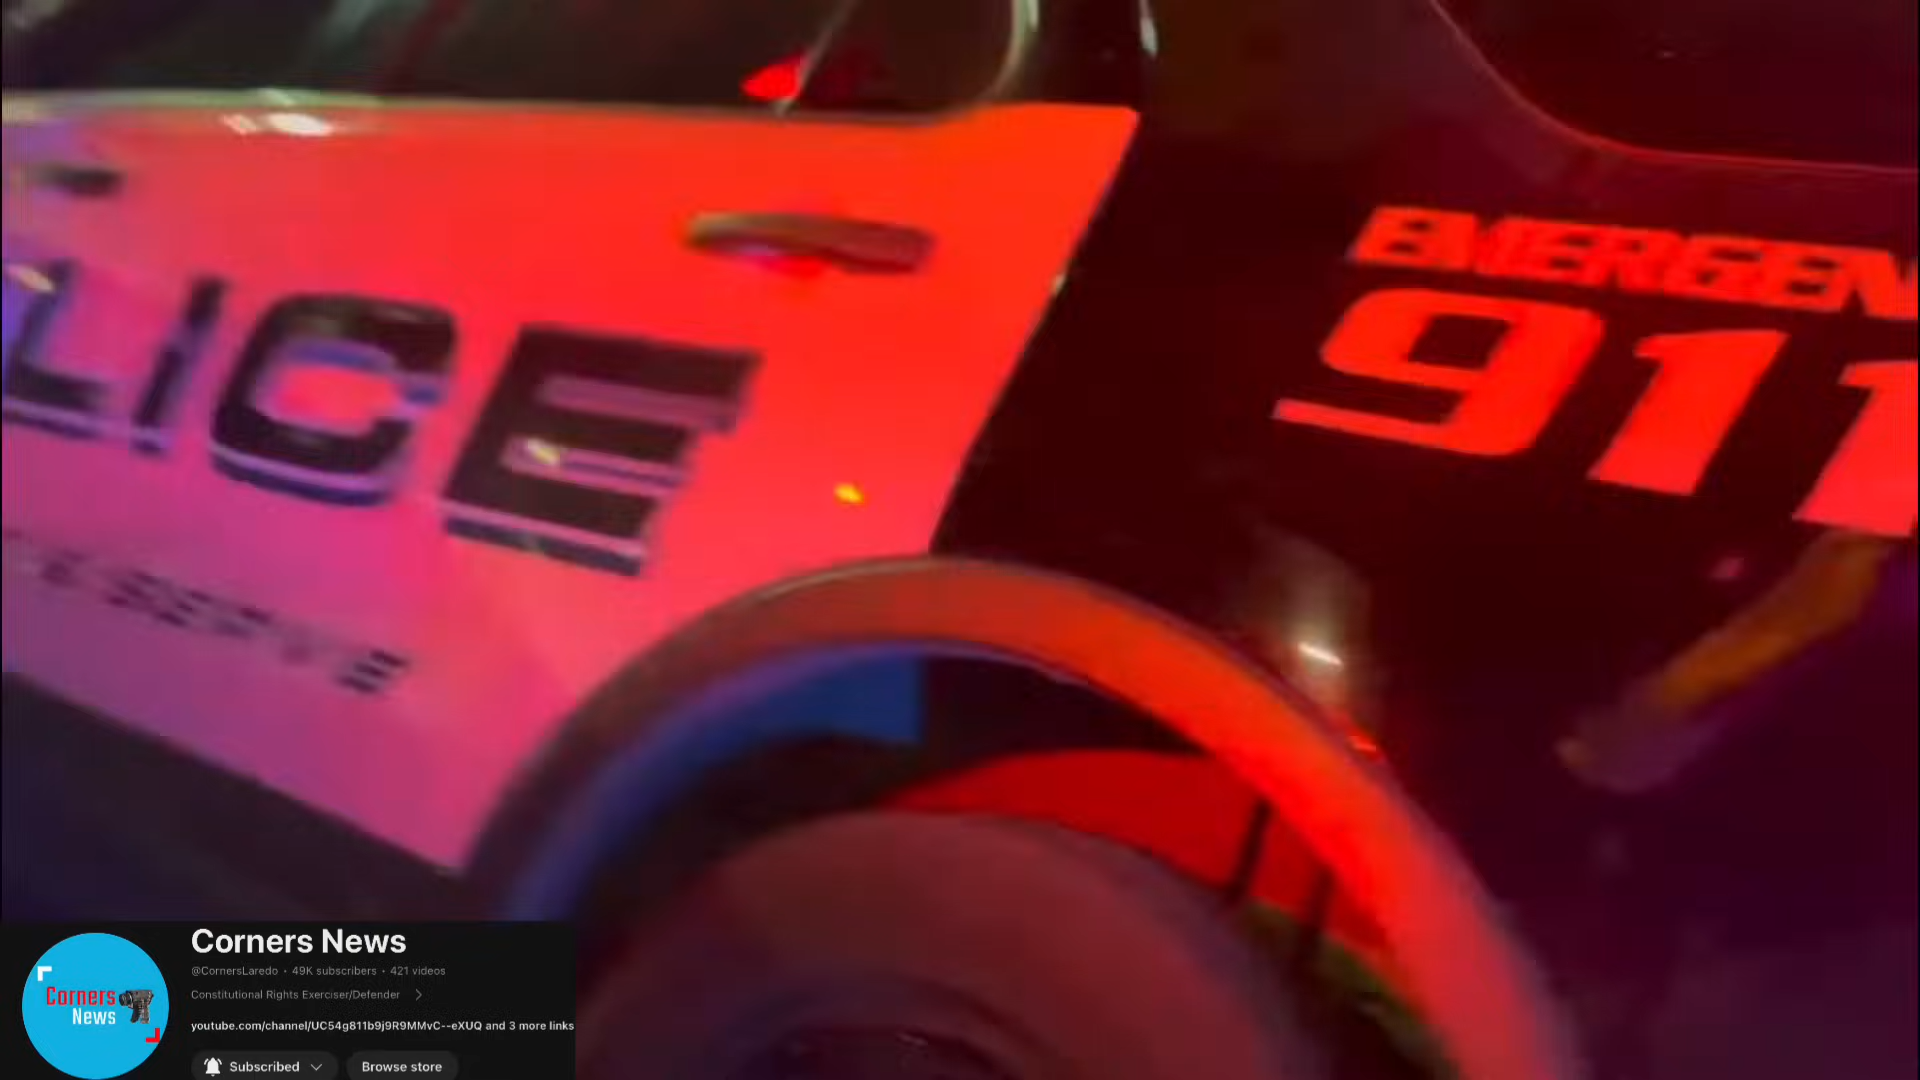 LICE
EMERGEN
911
Corners News
@CornersLaredo • 49K subscribers • 421 videos
Constitutional Rights Exerciser/Defender
youtube.com/channel/UC54g811b9j9R9MMvC--eXUQ and 3 more links
Corners
News
Subscribed
Browse store